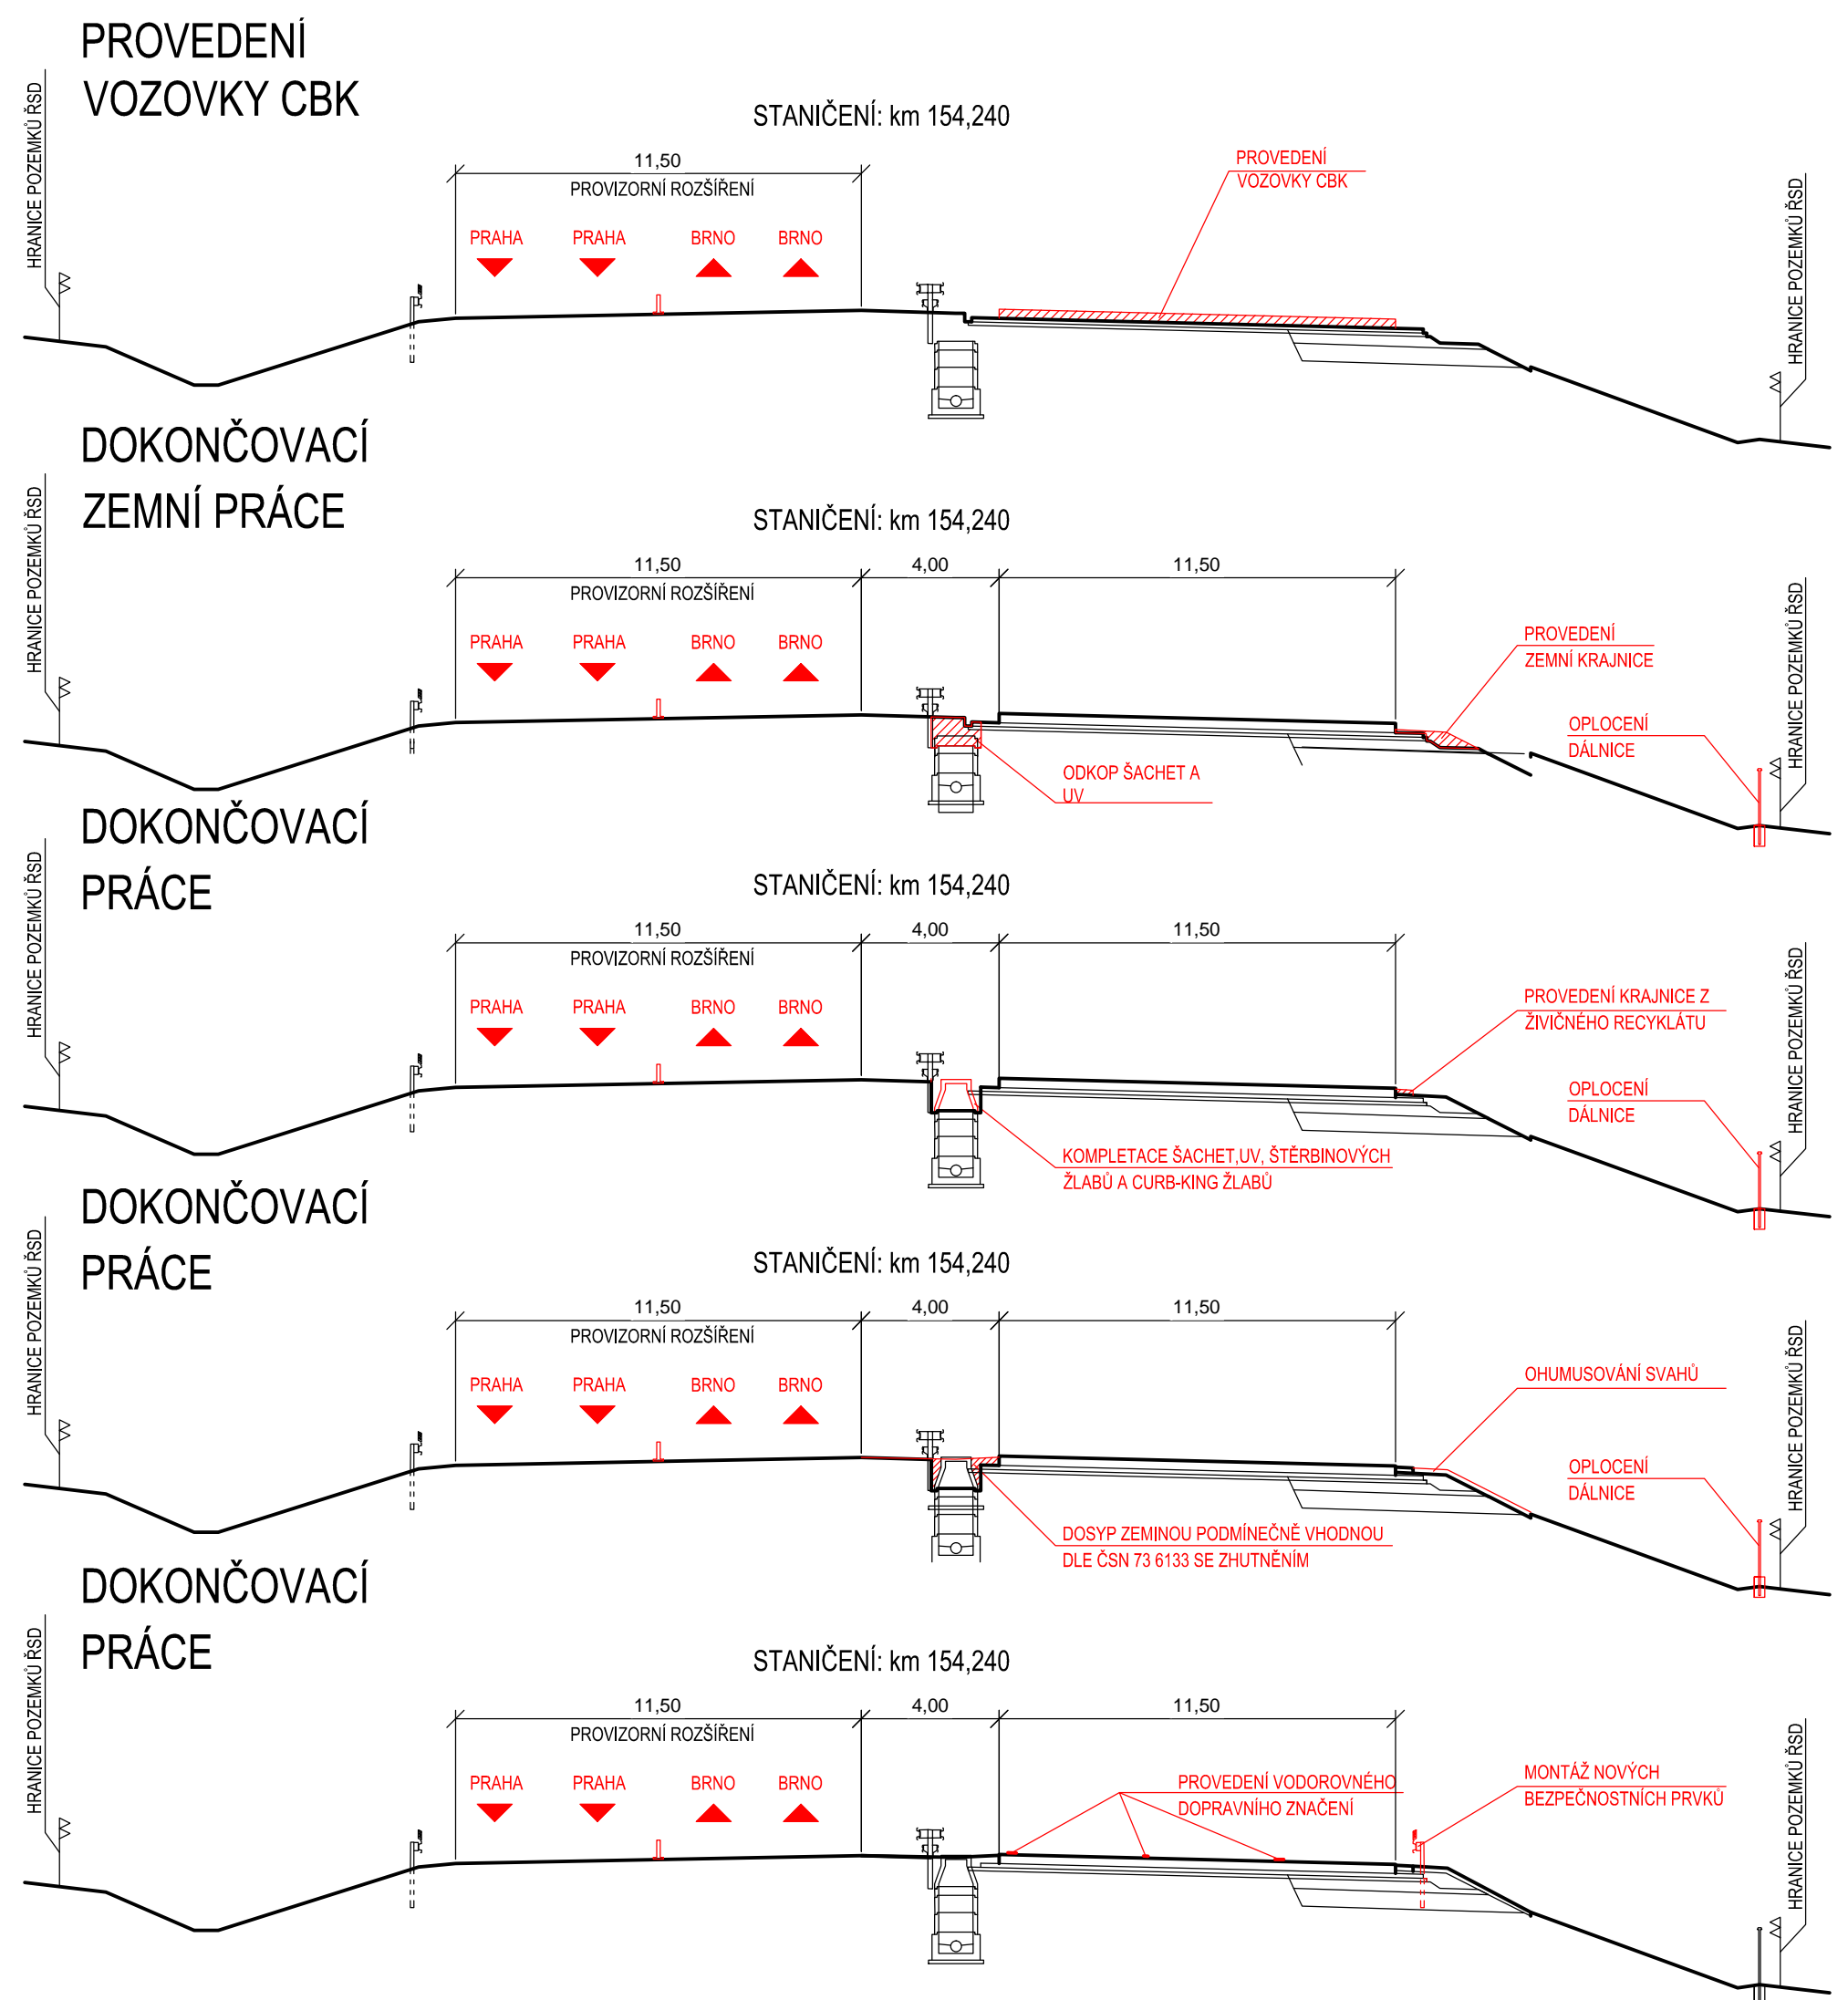 PROVEDENÍ
VOZOVKY CBK
STANIČENÍ: km 154,240
HRANICE POZEMKŮ ŘSD
11,50
PROVIZORNÍ ROZŠÍŘENÍ
PRAHA PRAHA BRNO BRNO
PROVEDENÍ
VOZOVKY CBK
HRANICE POZEMKŮ ŘSD
DOKONČOVACÍ
ZEMNÍ PRÁCE
STANIČENÍ: km 154,240
HRANICE POZEMKŮ ŘSD
11,50 4,00 11,50
PROVIZORNÍ ROZŠÍŘENÍ
PRAHA PRAHA BRNO BRNO
PROVEDENÍ
ZEMNÍ KRAJNICE
OPLOCENÍ
DÁLNICE
ODKOP ŠACHET A
UV
HRANICE POZEMKŮ ŘSD
DOKONČOVACÍ
PRÁCE
STANIČENÍ: km 154,240
HRANICE POZEMKŮ ŘSD
11,50 4,00 11,50
PROVIZORNÍ ROZŠÍŘENÍ
PRAHA PRAHA BRNO BRNO
PROVEDENÍ KRAJNICE Z
ŽIVIČNÉHO RECYKLÁTU
OPLOCENÍ
DÁLNICE
KOMPLETACE ŠACHET,UV, ŠTĚRBINOVÝCH
ŽLABŮ A CURB-KING ŽLABŮ
HRANICE POZEMKŮ ŘSD
DOKONČOVACÍ
PRÁCE
STANIČENÍ: km 154,240
HRANICE POZEMKŮ ŘSD
11,50 4,00 11,50
PROVIZORNÍ ROZŠÍŘENÍ
PRAHA PRAHA BRNO BRNO
OHUMUSOVÁNÍ SVAHŮ
OPLOCENÍ
DÁLNICE
DOSYP ZEMINOU PODMÍNEČNĚ VHODNOU
DLE ČSN 73 6133 SE ZHUTNĚNÍM
HRANICE POZEMKŮ ŘSD
DOKONČOVACÍ
PRÁCE
STANIČENÍ: km 154,240
HRANICE POZEMKŮ ŘSD
11,50 4,00 11,50
PROVIZORNÍ ROZŠÍŘENÍ
PRAHA PRAHA BRNO BRNO
PROVEDENÍ VODOROVNÉHO
DOPRAVNÍHO ZNAČENÍ
MONTÁŽ NOVÝCH
BEZPEČNOSTNÍCH PRVKŮ
HRANICE POZEMKŮ ŘSD